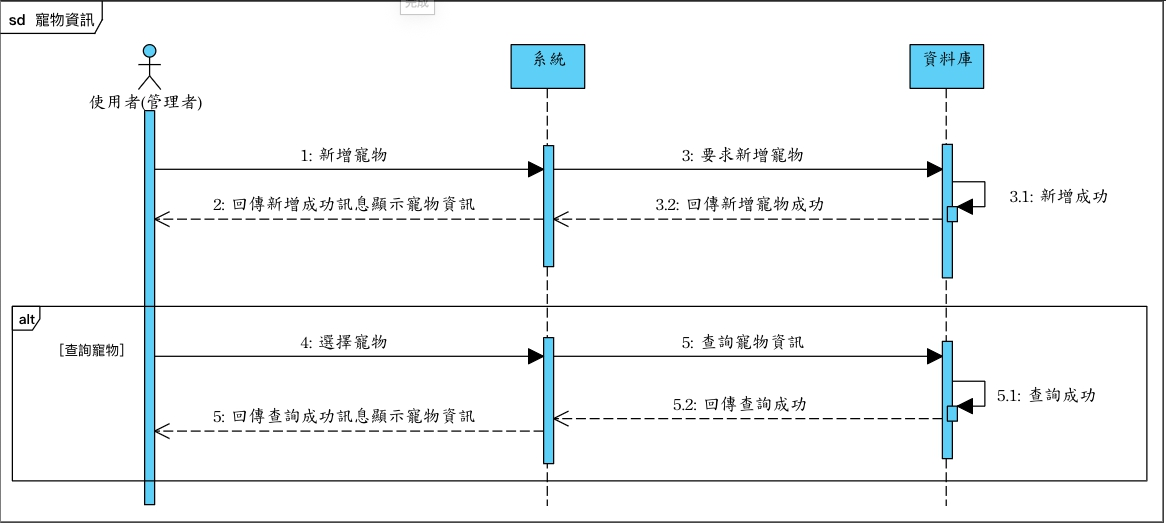 完成
sd 寵物資訊
使用者(管理者)
系統
資料庫
1: 新增寵物
3: 要求新增寵物
3.1: 新增成功
2: 回傳新增成功訊息顯示寵物資訊
3.2: 回傳新增寵物成功
alt
[查詢寵物]
4: 選擇寵物
5: 查詢寵物資訊
5.1: 查詢成功
5: 回傳查詢成功訊息顯示寵物資訊
5.2: 回傳查詢成功